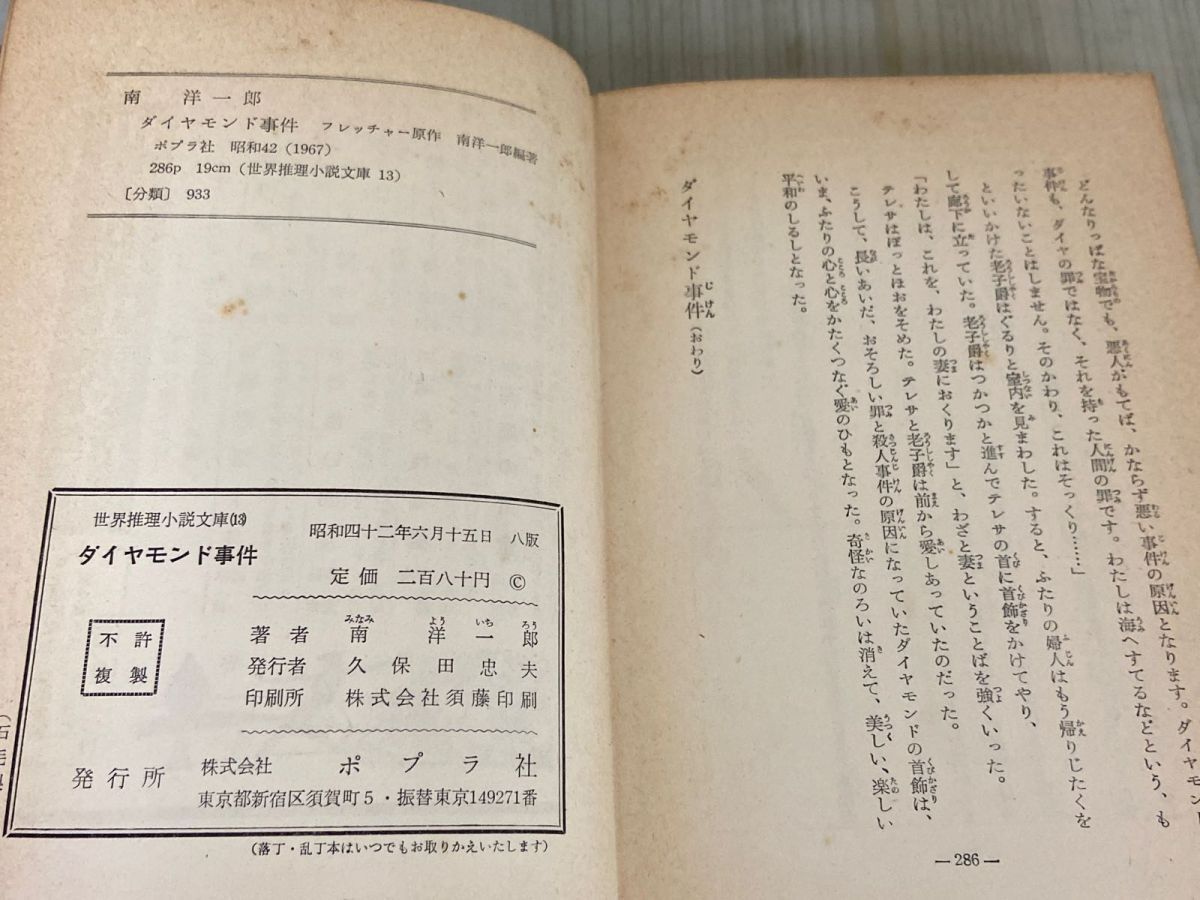 どんなりっぱな宝物でも、悪人がもてば、かならず悪い事件の原因となります。ダイヤモンド
事件も、ダイヤの罪ではなく、それを持った人間の罪です。わたしは海へすてるなどという、も
ったいないことはしません。そのかわり、これはそっくり……」
といいかけた老子爵はぐるりと室内を見まわした。すると、ふたりの婦人はもう帰りじたくを
して廊下に立っていた。老子爵はつかつかと進んでテレサの首に首飾をかけてやり、
「わたしは、これを、わたしの妻におくります」と、わざと妻ということばを強くいった。
テレサはぽっとほおをそめた。テレサと老子爵は前から愛しあっていたのだった。
こうして、長いあいだ、おそろしい罪と殺人事件の原因になっていたダイヤモンドの首飾は、
いま、ふたりの心と心をかたくつなぐ愛のひもとなった。奇怪なのろいは消えて、美しい、楽しい
平和のしるしとなった。
ダイヤモンド事件（おわり）
— 286 —
南 洋一郎
ダイヤモンド事件 フレッチャー原作 南洋一郎編著
ポプラ社 昭和42（1967）
286p 19cm（世界推理小説文庫 13）
〔分類〕 933
世界推理小説文庫(13)
ダイヤモンド事件
昭和四十二年六月十五日 八版
定価 二百八十円 ©
不許
複製
著者 南 洋一郎
発行者 久保田忠夫
印刷所 株式会社須藤印刷
発行所 株式会社 ポプラ社
東京都新宿区須賀町5・振替東京149271番
（落丁・乱丁本はいつでもお取りかえいたします）